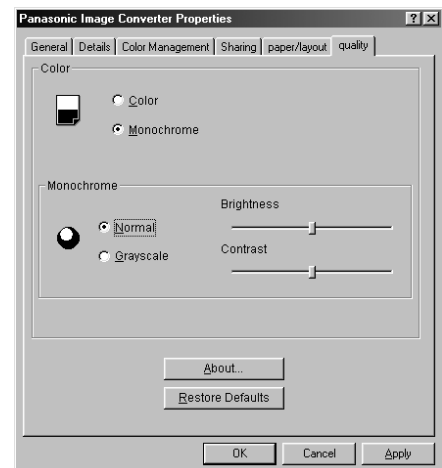 Panasonic Image Converter Properties
General Details Color Management Sharing paper/layout quality
Color
Color
Monochrome
Monochrome
Brightness
Normal
Contrast
Grayscale
About...
Restore Defaults
OK Cancel Apply